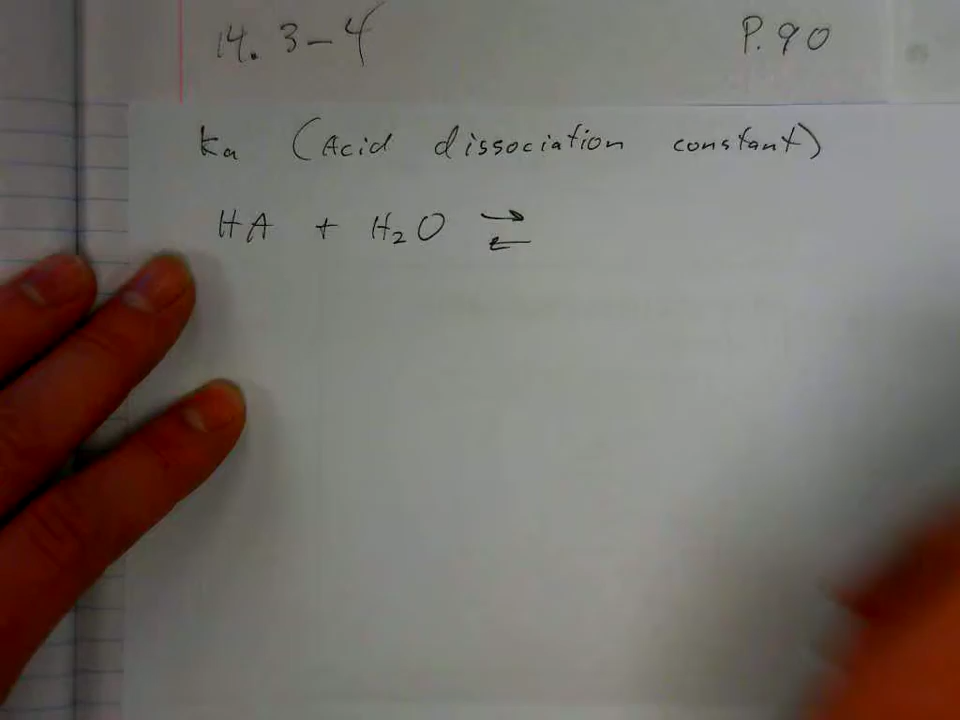 14. 3-4 P. 90
Ka (Acid dissociation constant)
HA + H₂O ⇄